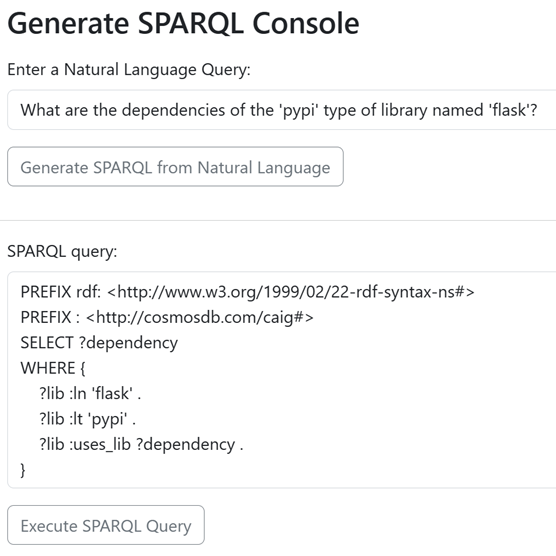 Generate SPARQL Console
Enter a Natural Language Query:
What are the dependencies of the 'pypi' type of library named 'flask'?
Generate SPARQL from Natural Language
SPARQL query:
PREFIX rdf: <http://www.w3.org/1999/02/22-rdf-syntax-ns#>
PREFIX : <http://cosmosdb.com/caig#>
SELECT ?dependency
WHERE {
?lib :ln 'flask' .
?lib :lt 'pypi' .
?lib :uses_lib ?dependency .
}
Execute SPARQL Query